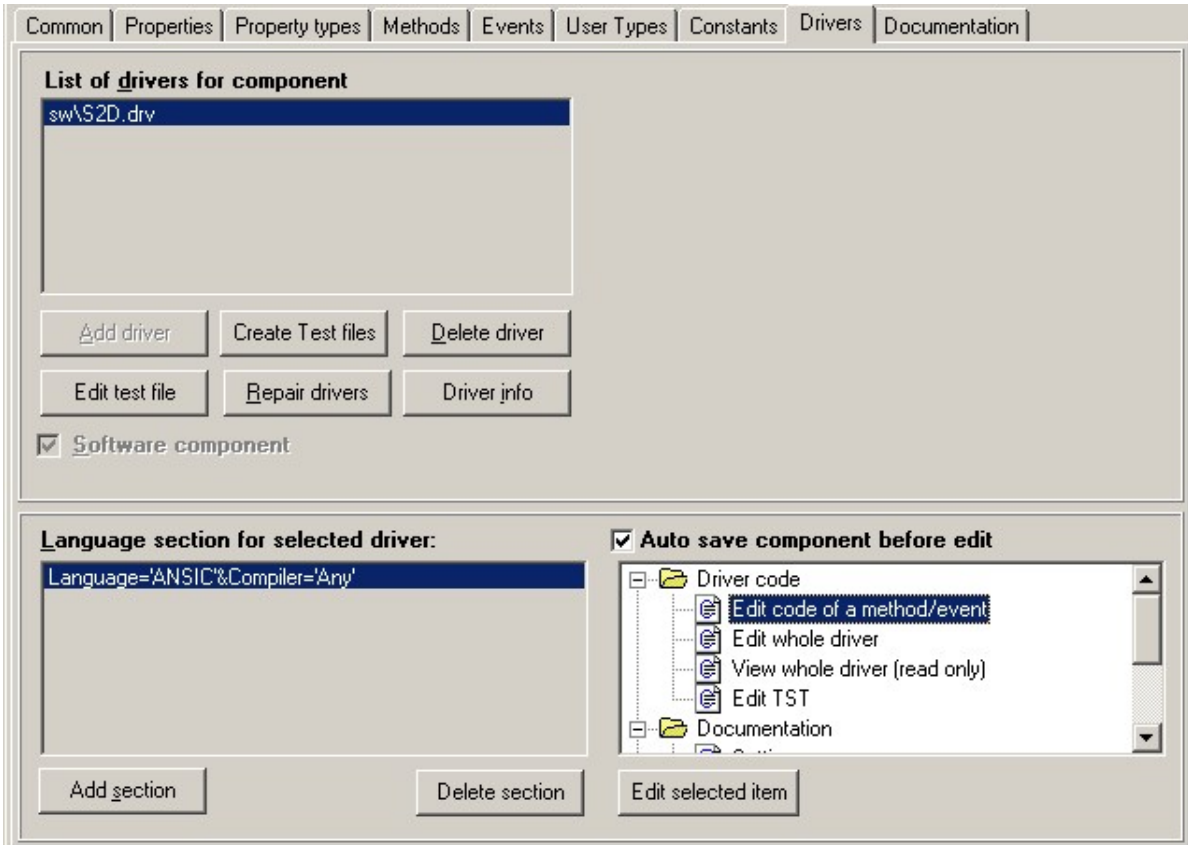 Common Properties Property types Methods Events User Types Constants Drivers Documentation
List of drivers for component
sw\S2D.drv
Add driver Create Test files Delete driver
Edit test file Repair drivers Driver info
Software component
Language section for selected driver:
Language='ANSIC'&Compiler='Any'
Add section Delete section
Auto save component before edit
Driver code
Edit code of a method/event
Edit whole driver
View whole driver (read only)
Edit TST
Documentation
Edit selected item